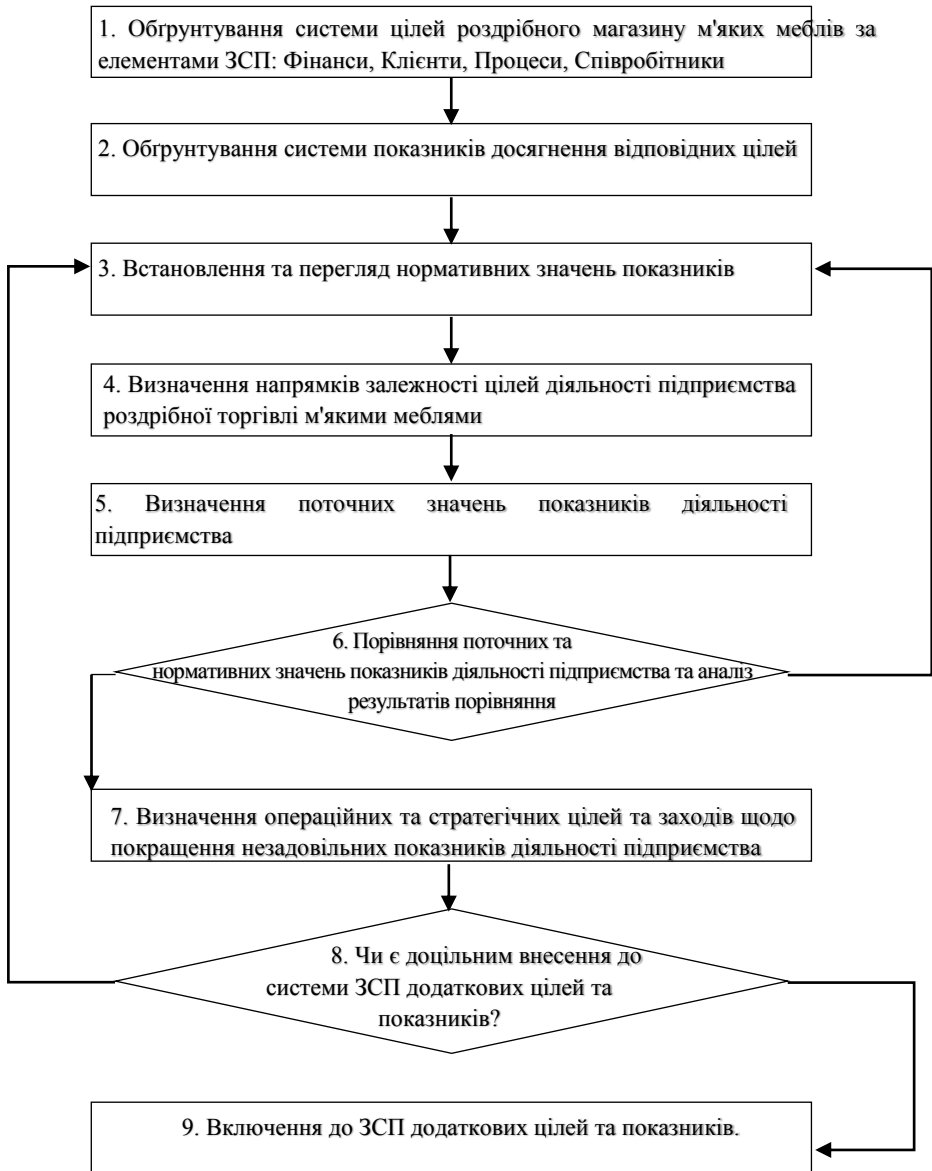 1. Обґрунтування системи цілей роздрібного магазину м'яких меблів за
елементами ЗСП: Фінанси, Клієнти, Процеси, Співробітники
2. Обґрунтування системи показників досягнення відповідних цілей
3. Встановлення та перегляд нормативних значень показників
4. Визначення напрямків залежності цілей діяльності підприємства
роздрібної торгівлі м'якими меблями
5. Визначення поточних значень показників діяльності
підприємства
6. Порівняння поточних та
нормативних значень показників діяльності підприємства та аналіз
результатів порівняння
7. Визначення операційних та стратегічних цілей та заходів щодо
покращення незадовільних показників діяльності підприємства
8. Чи є доцільним внесення до
системи ЗСП додаткових цілей та
показників?
9. Включення до ЗСП додаткових цілей та показників.